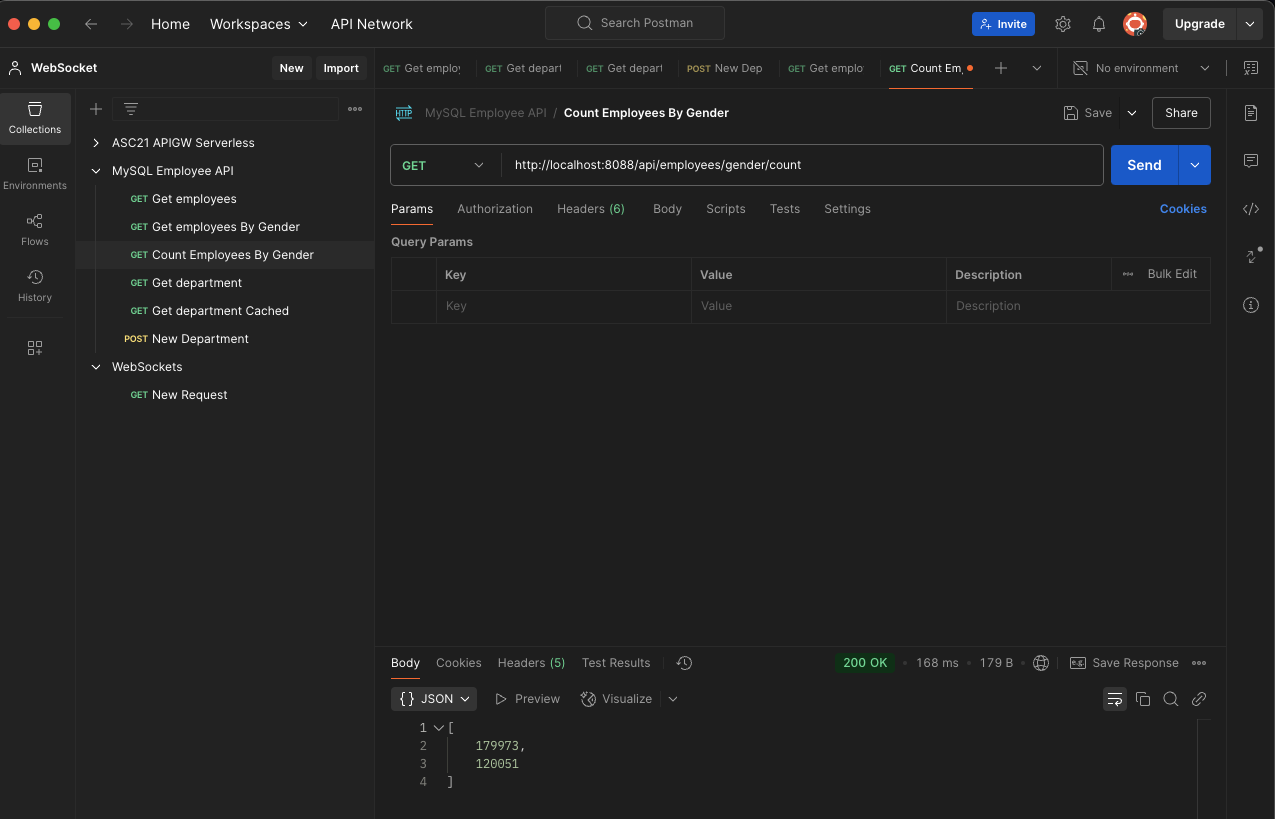 Home Workspaces API Network Search Postman Invite Upgrade
WebSocket New Import
GET Get employ GET Get depart GET Get depart POST New Dep GET Get emplo GET Count Em No environment
Collections
Environments
Flows
History
ASC21 APIGW Serverless
MySQL Employee API
GET Get employees
GET Get employees By Gender
GET Count Employees By Gender
GET Get department
GET Get department Cached
POST New Department
WebSockets
GET New Request
HTTP MySQL Employee API / Count Employees By Gender Save Share
GET http://localhost:8088/api/employees/gender/count Send
Params Authorization Headers (6) Body Scripts Tests Settings Cookies
Query Params
Key Value Description Bulk Edit
Key Value Description
Body Cookies Headers (5) Test Results 200 OK 168 ms 179 B e.g. Save Response
{} JSON Preview Visualize
1 [
2 179973,
3 120051
4 ]